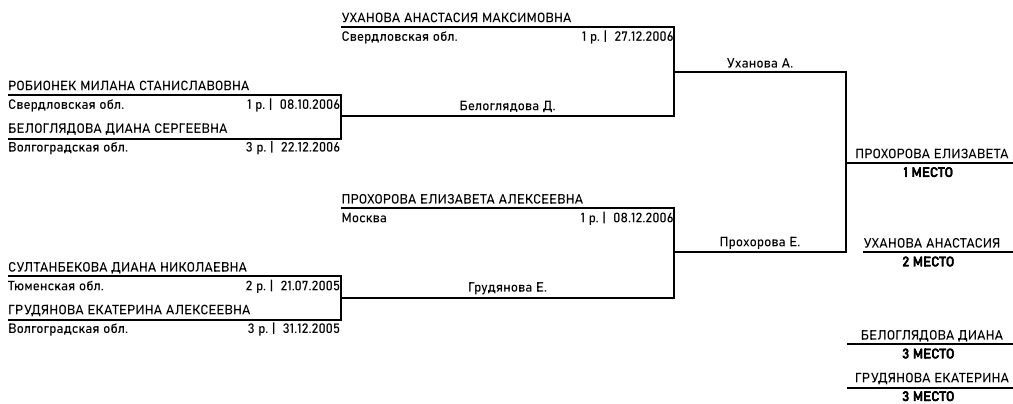 УХАНОВА АНАСТАСИЯ МАКСИМОВНА
Свердловская обл. 1 р. | 27.12.2006
Уханова А.
РОБИОНЕК МИЛАНА СТАНИСЛАВОВНА
Свердловская обл. 1 р. | 08.10.2006
Белоглядова Д.
БЕЛОГЛЯДОВА ДИАНА СЕРГЕЕВНА
Волгоградская обл. 3 р. | 22.12.2006
ПРОХОРОВА ЕЛИЗАВЕТА
1 МЕСТО
ПРОХОРОВА ЕЛИЗАВЕТА АЛЕКСЕЕВНА
Москва 1 р. | 08.12.2006
Прохорова Е.
УХАНОВА АНАСТАСИЯ
2 МЕСТО
СУЛТАНБЕКОВА ДИАНА НИКОЛАЕВНА
Тюменская обл. 2 р. | 21.07.2005
Грудянова Е.
ГРУДЯНОВА ЕКАТЕРИНА АЛЕКСЕЕВНА
Волгоградская обл. 3 р. | 31.12.2005
БЕЛОГЛЯДОВА ДИАНА
3 МЕСТО
ГРУДЯНОВА ЕКАТЕРИНА
3 МЕСТО